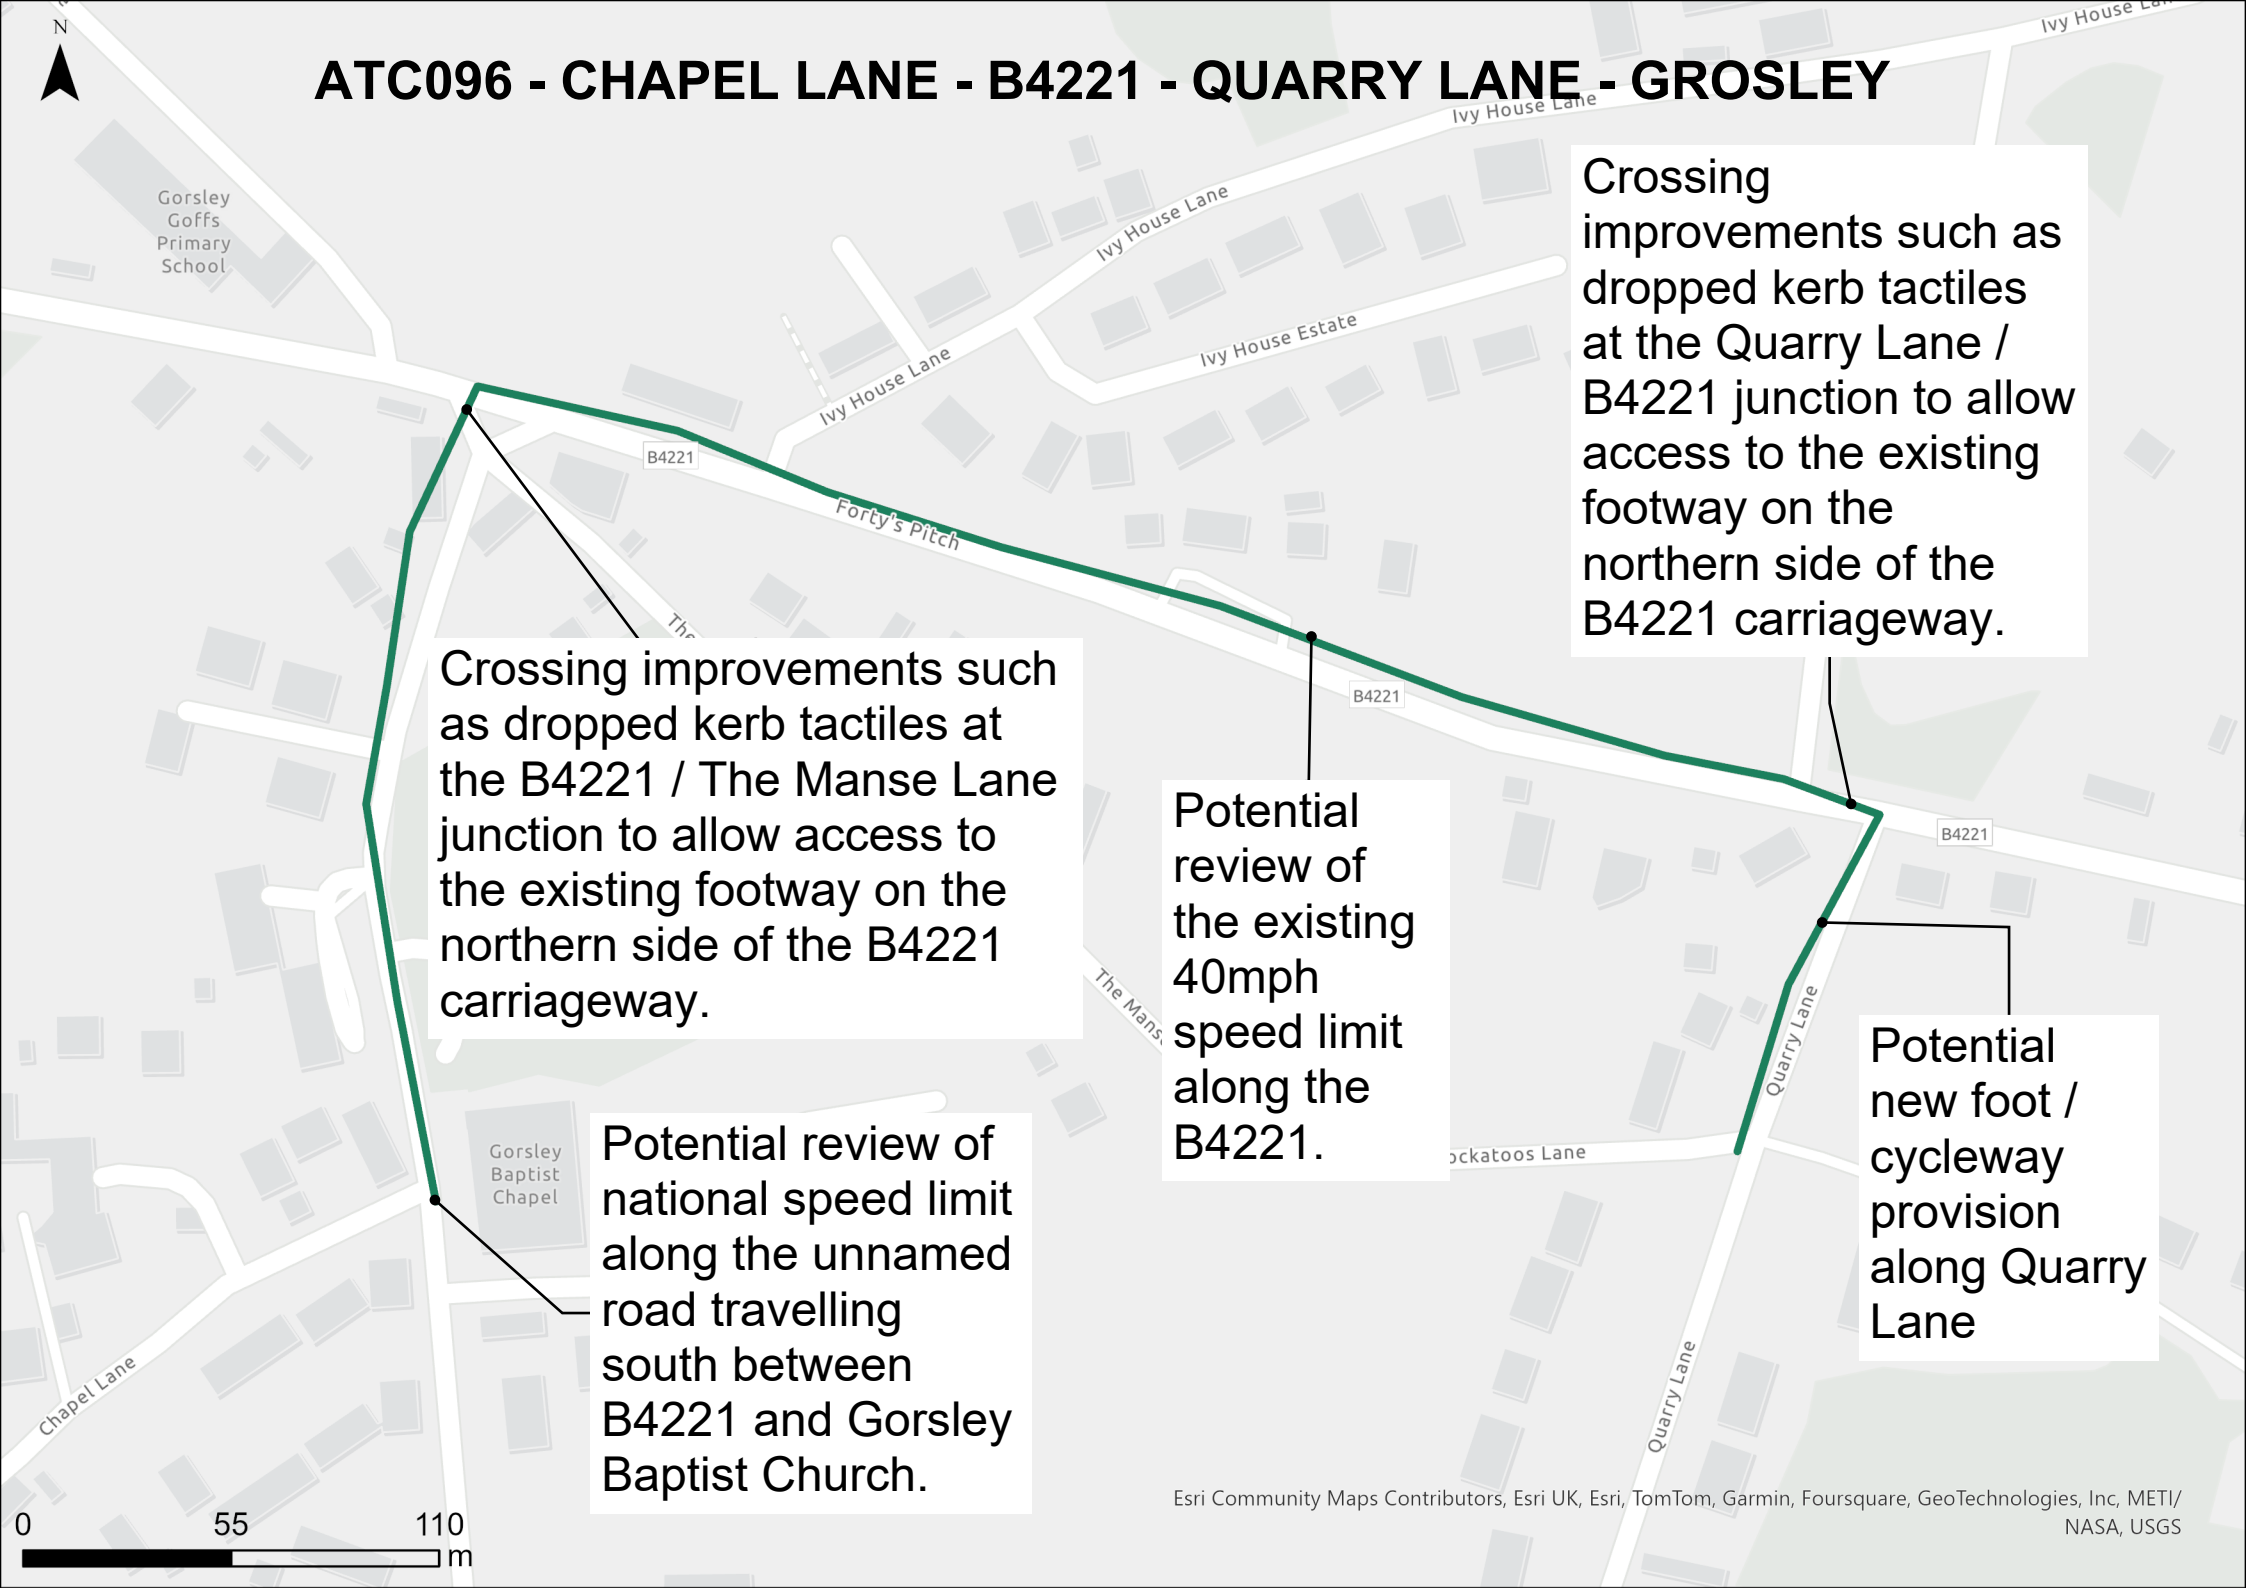 N
ATC096 - CHAPEL LANE - B4221 - QUARRY LANE - GROSLEY
Ivy House
Ivy House Lane
Gorsley
Goffs
Primary
School
Ivy House Lane
Ivy House Estate
Ivy House Lane
Crossing
improvements such as
dropped kerb tactiles
at the Quarry Lane /
B4221 junction to allow
access to the existing
footway on the
northern side of the
B4221 carriageway.
B4221
Forty's Pitch
The
Crossing improvements such
as dropped kerb tactiles at
the B4221 / The Manse Lane
junction to allow access to
the existing footway on the
northern side of the B4221
carriageway.
B4221
B4221
Potential
review of
the existing
40mph
speed limit
along the
B4221.
The Mans
Quarry Lane
ockatoos Lane
Potential
new foot /
cycleway
provision
along Quarry
Lane
Gorsley
Baptist
Chapel
Potential review of
national speed limit
along the unnamed
road travelling
south between
B4221 and Gorsley
Baptist Church.
Chapel Lane
Quarry Lane
0 55 110
m
Esri Community Maps Contributors, Esri UK, Esri, TomTom, Garmin, Foursquare, GeoTechnologies, Inc, METI/
NASA, USGS